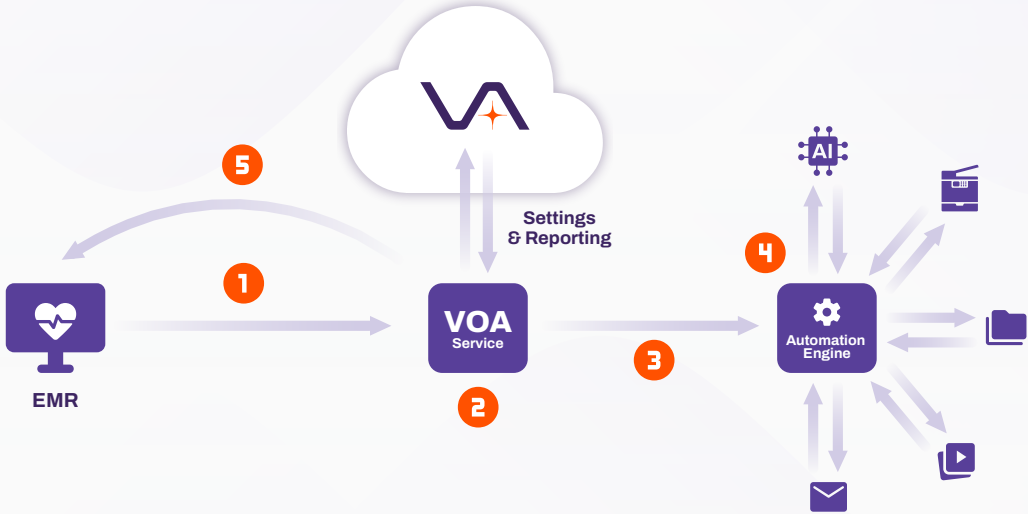 VA
5
AI
Settings
& Reporting
4
1
VOA
Service
Automation
Engine
3
EMR
2